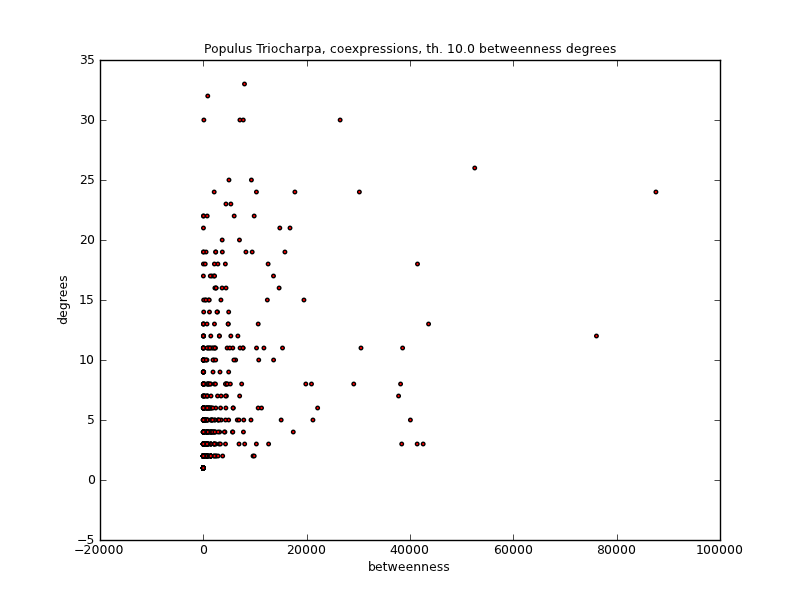 Populus Triocharpa, coexpressions, th. 10.0 betweenness degrees
35
30
25
20
15
10
5
0
−5
degrees
−20000 0 20000 40000 60000 80000 100000
betweenness